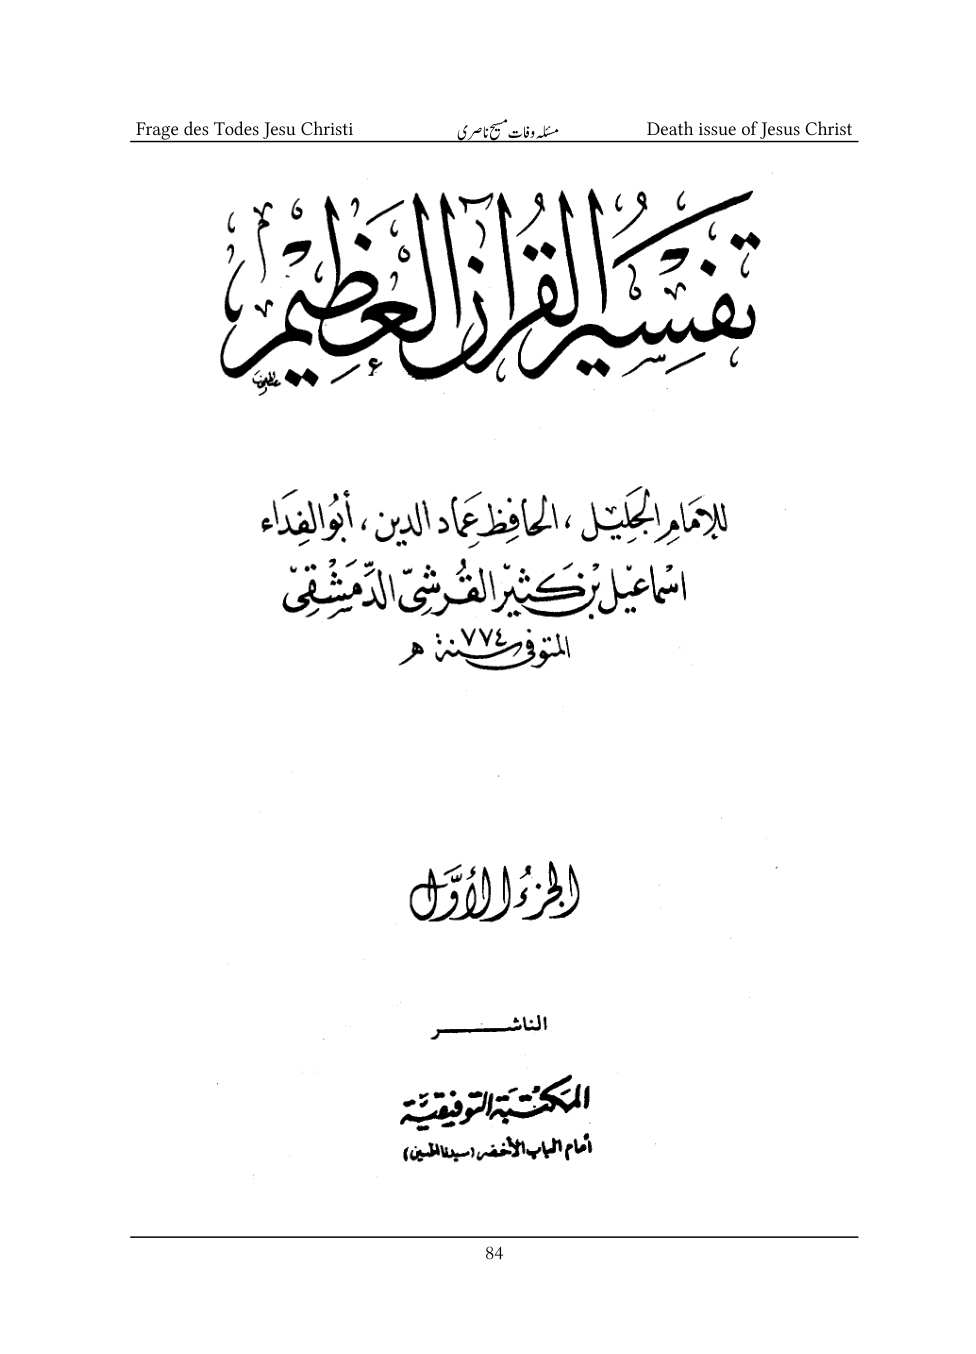 Frage des Todes Jesu Christi مسئلہ وفات مسیح ناصری Death issue of Jesus Christ
تفسير القرآن العظيم
للإمام الجليل، الحافظ عماد الدين، أبو الفداء
اسماعيل بن كثير القرشي الدمشقي
المتوفى سنة ٧٧٤ هـ
الجزء الأول
الناشر
المكتبة التوفيقية
أمام الباب الأخضر (سيدنا الحسين)
84